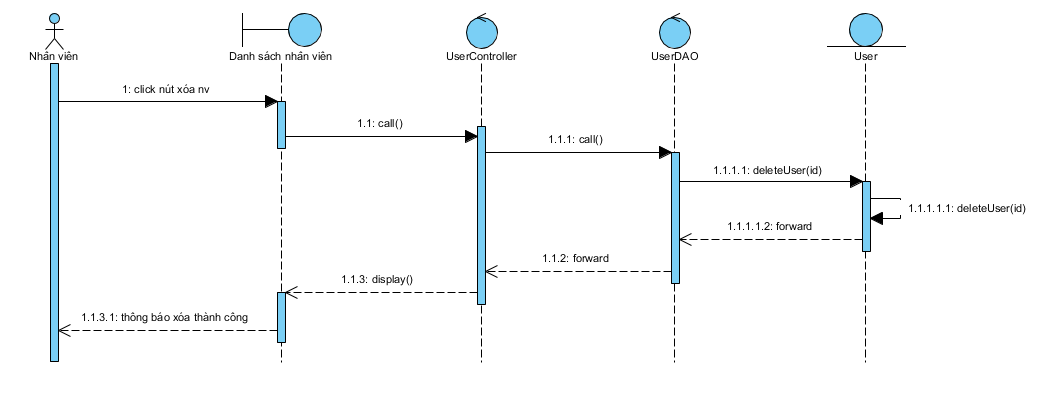 Nhân viên
Danh sách nhân viên
UserController
UserDAO
User
1: click nút xóa nv
1.1: call()
1.1.1: call()
1.1.1.1: deleteUser(id)
1.1.1.1.1: deleteUser(id)
1.1.1.1.2: forward
1.1.2: forward
1.1.3: display()
1.1.3.1: thông báo xóa thành công